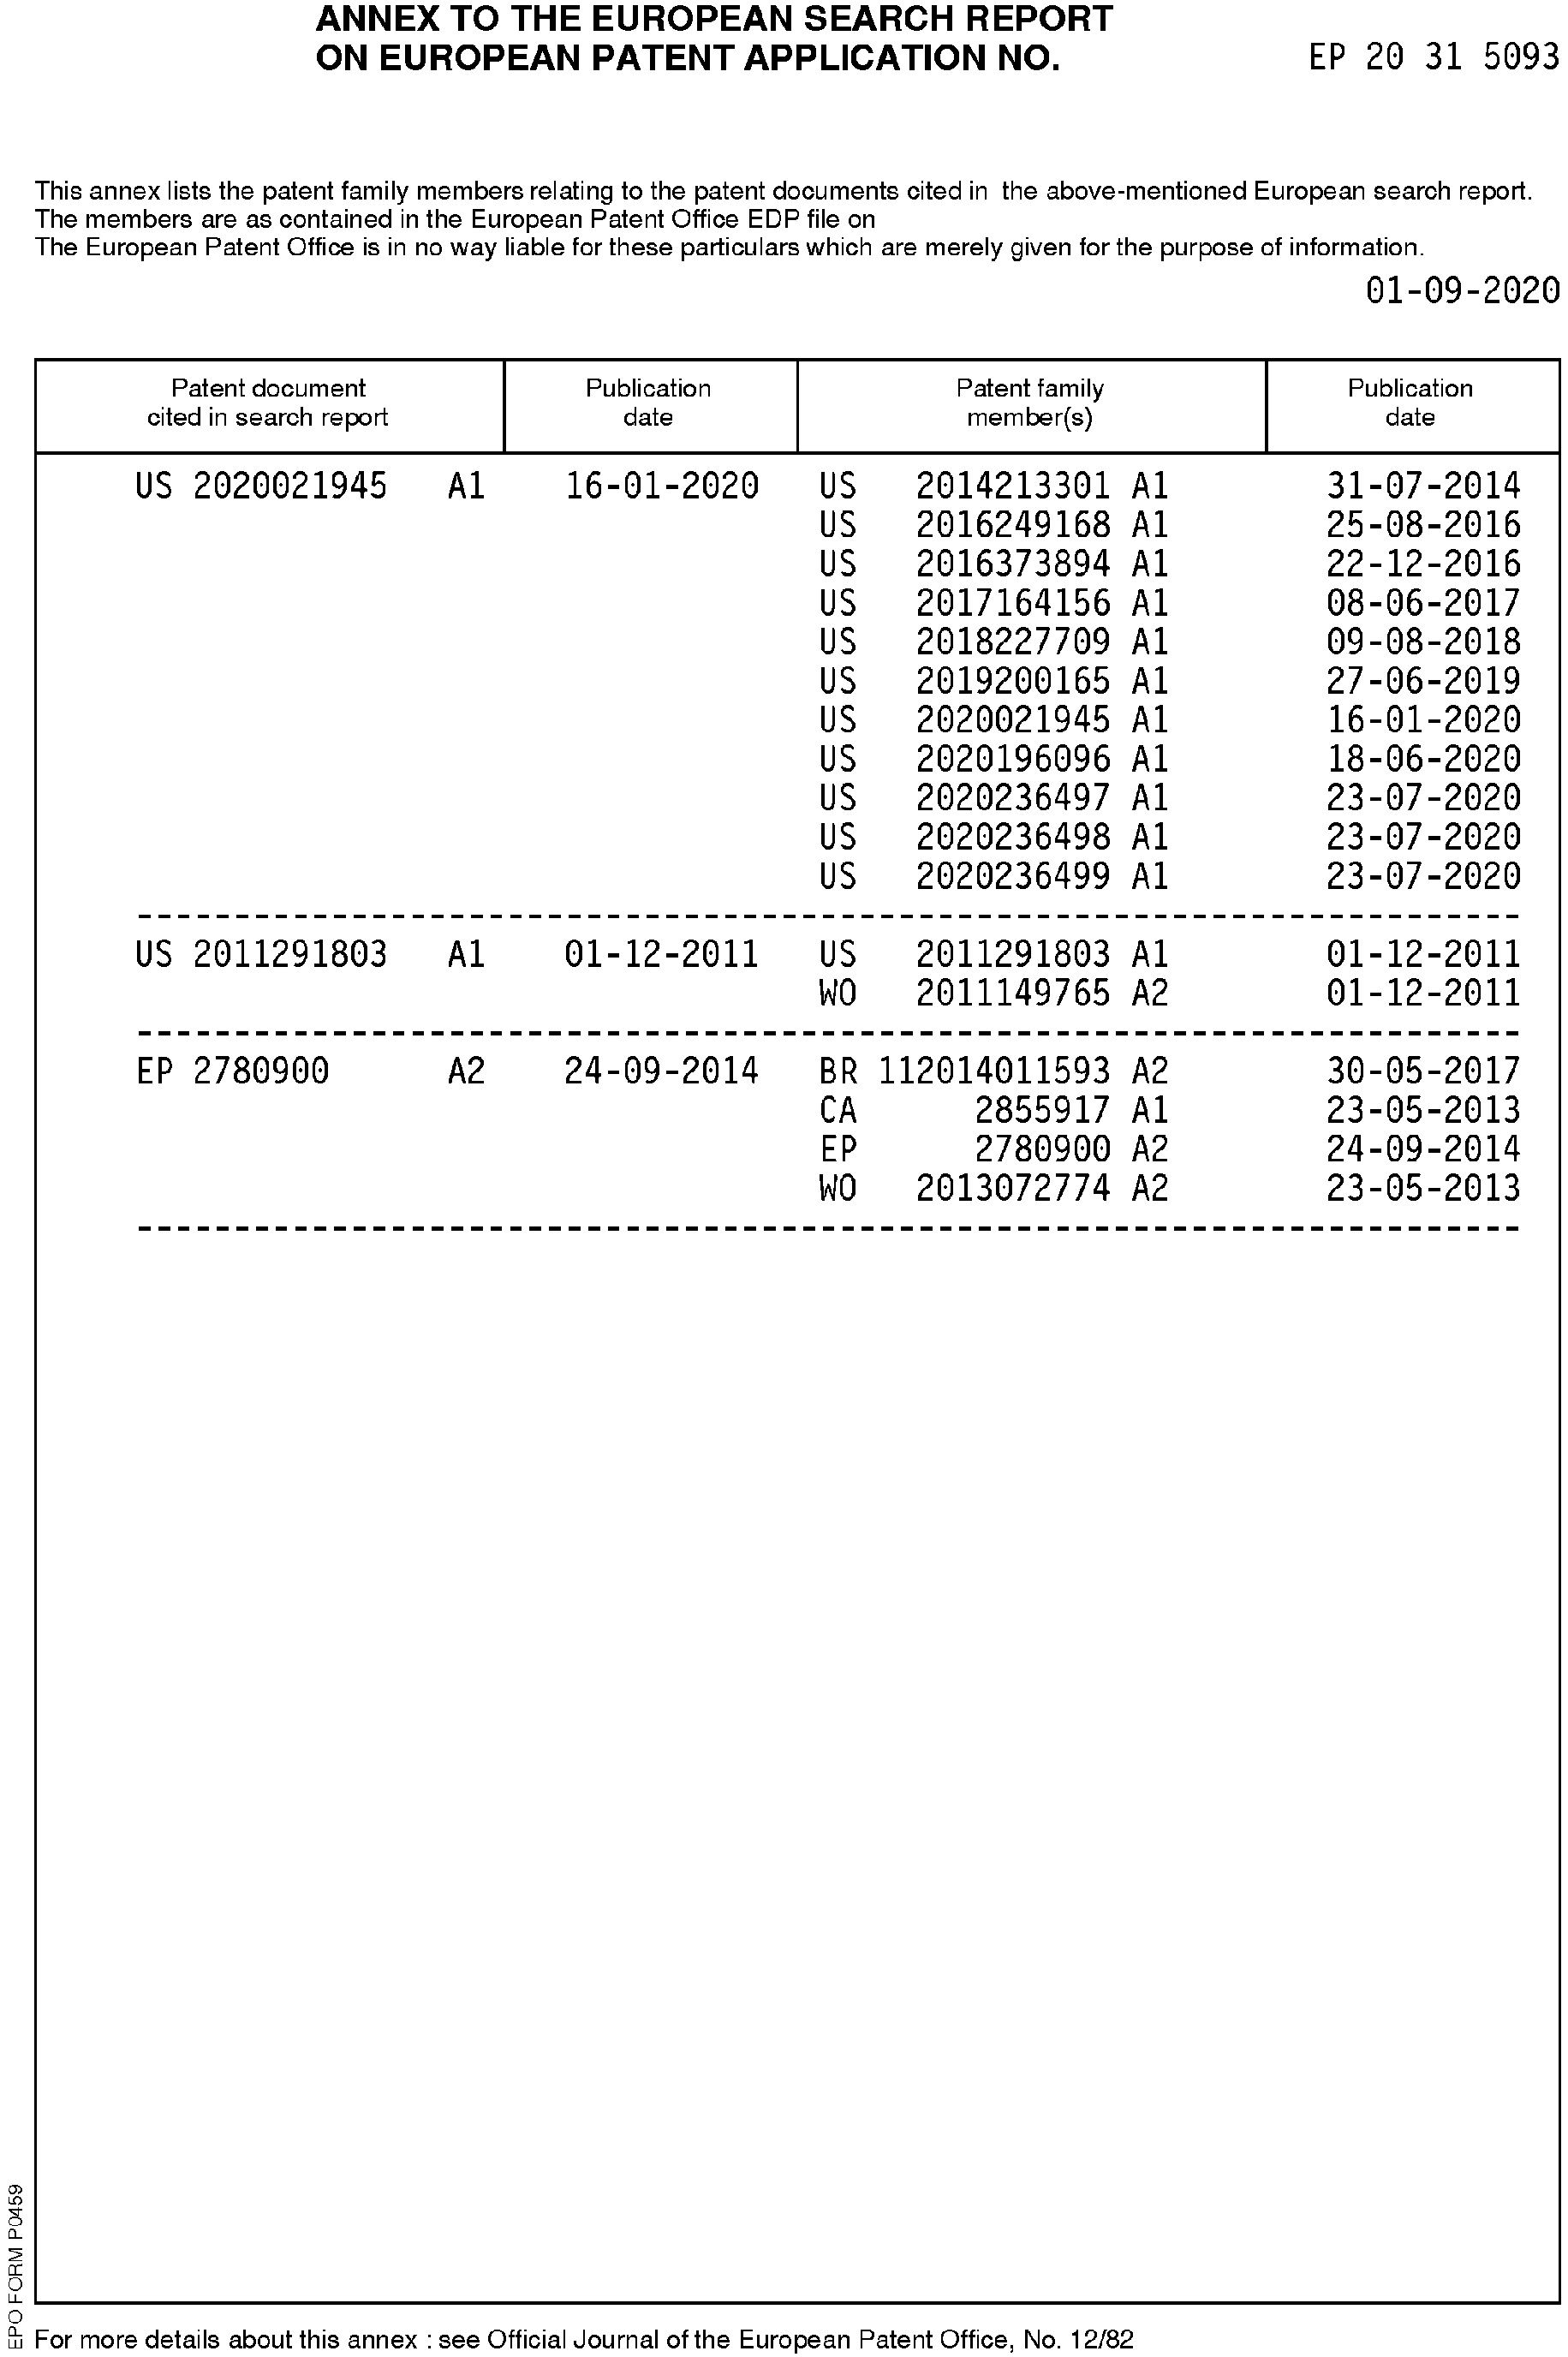 ANNEX TO THE EUROPEAN SEARCH REPORT
ON EUROPEAN PATENT APPLICATION NO. EP 20 31 5093
This annex lists the patent family members relating to the patent documents cited in the above-mentioned European search report.
The members are as contained in the European Patent Office EDP file on
The European Patent Office is in no way liable for these particulars which are merely given for the purpose of information.
01-09-2020
Patent document cited in search report Publication date Patent family member(s) Publication date
US 2020021945 A1 16-01-2020 US 2014213301 A1 31-07-2014
US 2016249168 A1 25-08-2016
US 2016373894 A1 22-12-2016
US 2017164156 A1 08-06-2017
US 2018227709 A1 09-08-2018
US 2019200165 A1 27-06-2019
US 2020021945 A1 16-01-2020
US 2020196096 A1 18-06-2020
US 2020236497 A1 23-07-2020
US 2020236498 A1 23-07-2020
US 2020236499 A1 23-07-2020
US 2011291803 A1 01-12-2011 US 2011291803 A1 01-12-2011
WO 2011149765 A2 01-12-2011
EP 2780900 A2 24-09-2014 BR 112014011593 A2 30-05-2017
CA 2855917 A1 23-05-2013
EP 2780900 A2 24-09-2014
WO 2013072774 A2 23-05-2013
EPO FORM P0459
For more details about this annex : see Official Journal of the European Patent Office, No. 12/82